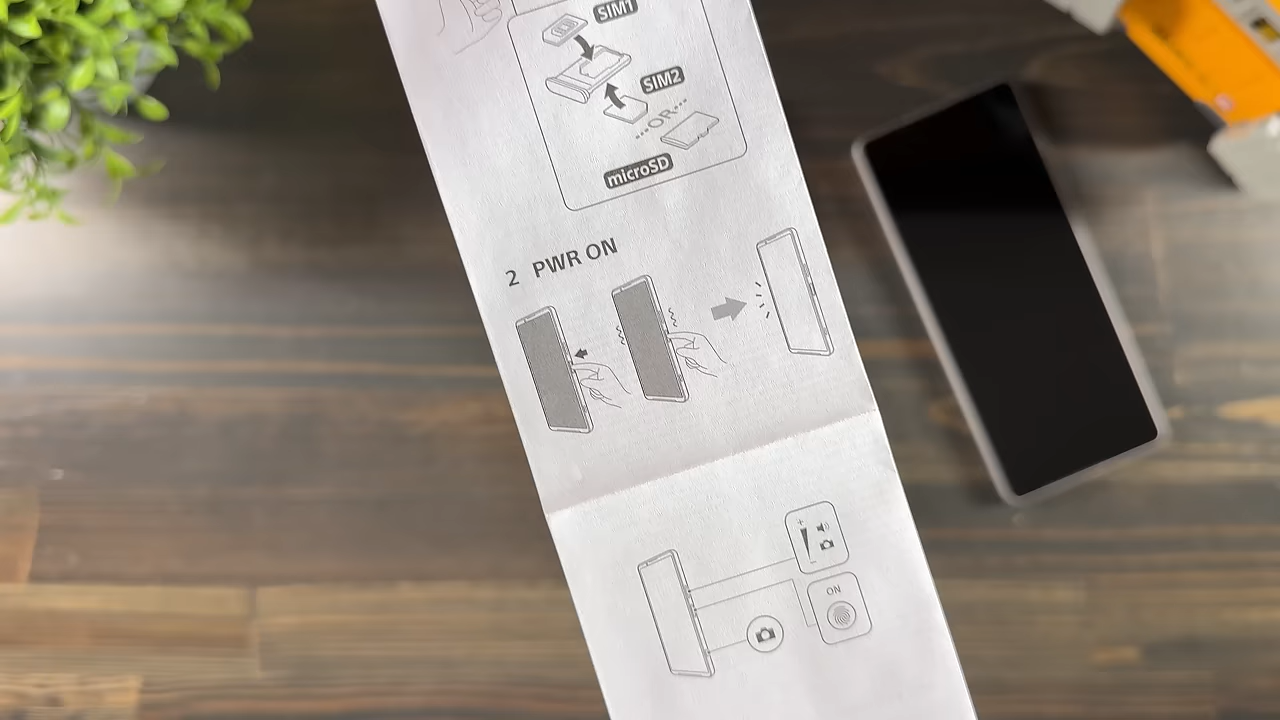 SIM1
SIM2
OR
microSD
2 PWR ON
+
-
ON